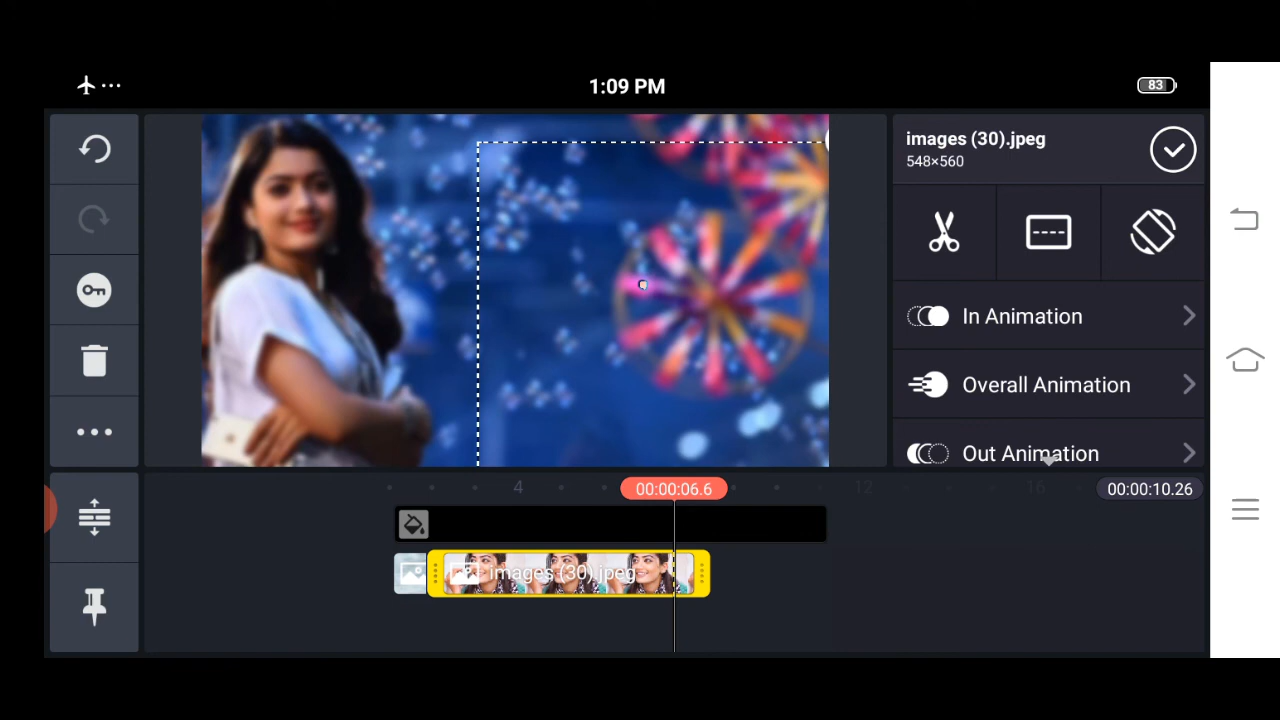 1:09 PM
83
images (30).jpeg
548×560
In Animation
Overall Animation
Out Animation
4
00:00:06.6
12
16
00:00:10.26
images (30).jpeg